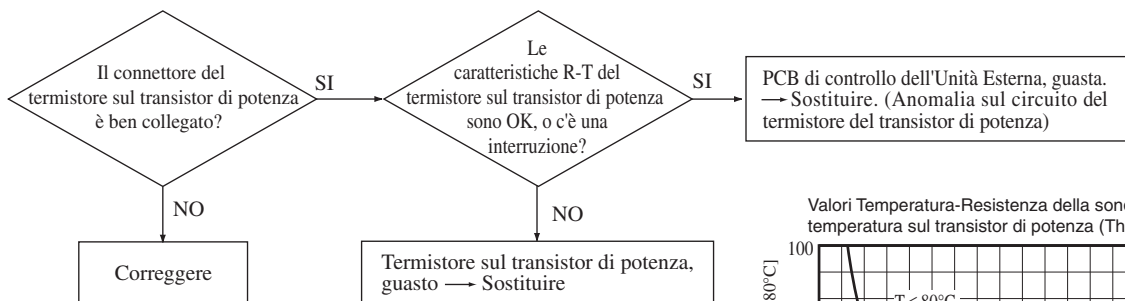 Il connettore del
termistore sul transistor di potenza
è ben collegato?
SI
NO
Correggere
Le
caratteristiche R-T del
termistore sul transistor di potenza
sono OK, o c'è una
interruzione?
SI
NO
Termistore sul transistor di potenza,
guasto → Sostituire
PCB di controllo dell'Unità Esterna, guasta.
→ Sostituire. (Anomalia sul circuito del
termistore del transistor di potenza)
Valori Temperatura-Resistenza della
temperatura sul transistor di potenza (Th
100
80°C]
T < 80°C